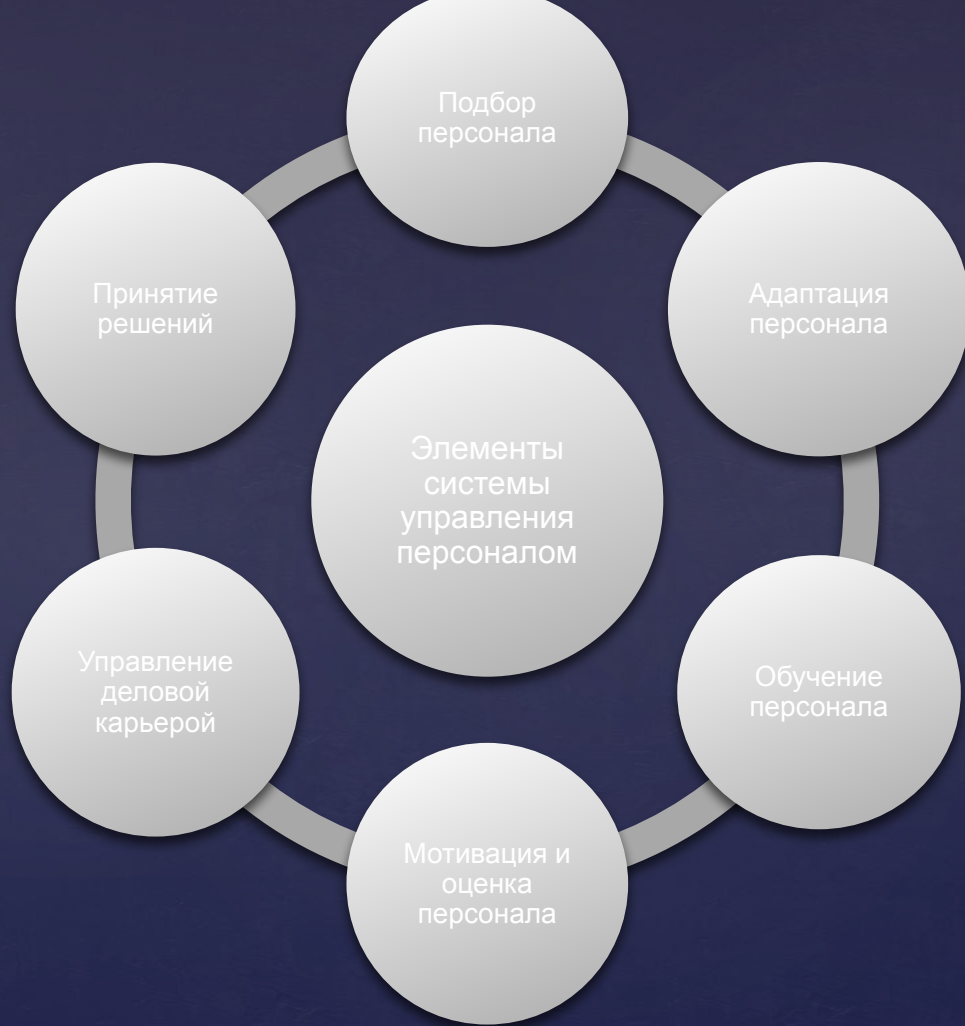 Подбор
персонала
Адаптация
персонала
Обучение
персонала
Мотивация и
оценка
персонала
Управление
деловой
карьерой
Принятие
решений
Элементы
системы
управления
персоналом